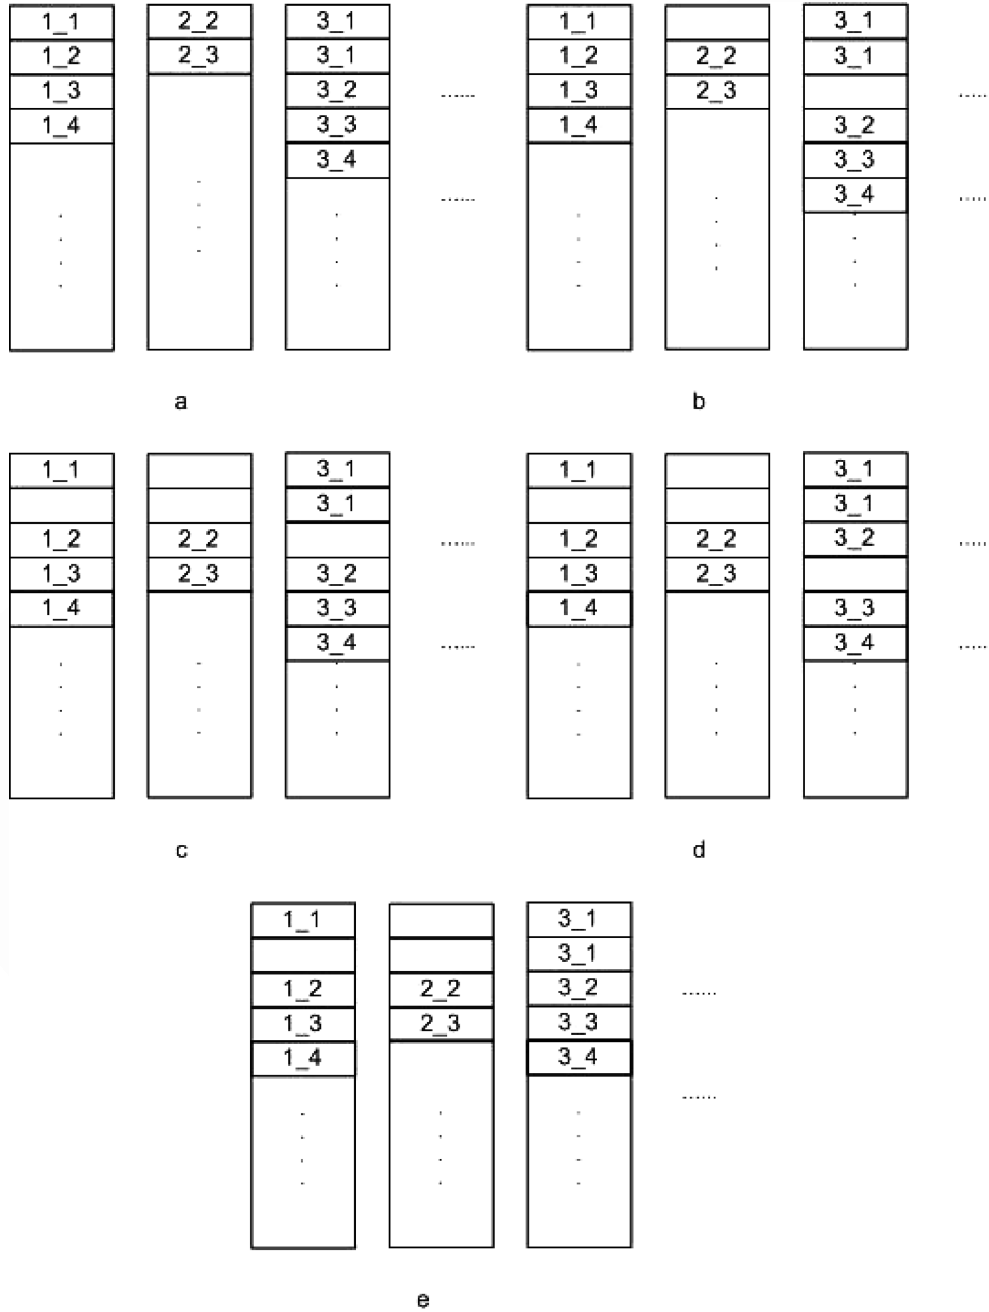 1_1 2_2 3_1 1_1 3_1
1_2 2_3 3_1 1_2 2_2 3_1
1_3 3_2 ...... 1_3 2_3 .....
1_4 3_3 1_4 3_2
3_4 3_3
...... 3_4 .....
a b
1_1 3_1 1_1 3_1
3_1 3_1
1_2 2_2 ...... 1_2 2_2 3_2 .....
1_3 2_3 3_2 1_3 2_3
1_4 3_3 1_4 3_3
3_4 ...... 3_4 .....
c d
1_1 3_1
3_1
1_2 2_2 3_2 ......
1_3 2_3 3_3
1_4 3_4
......
e